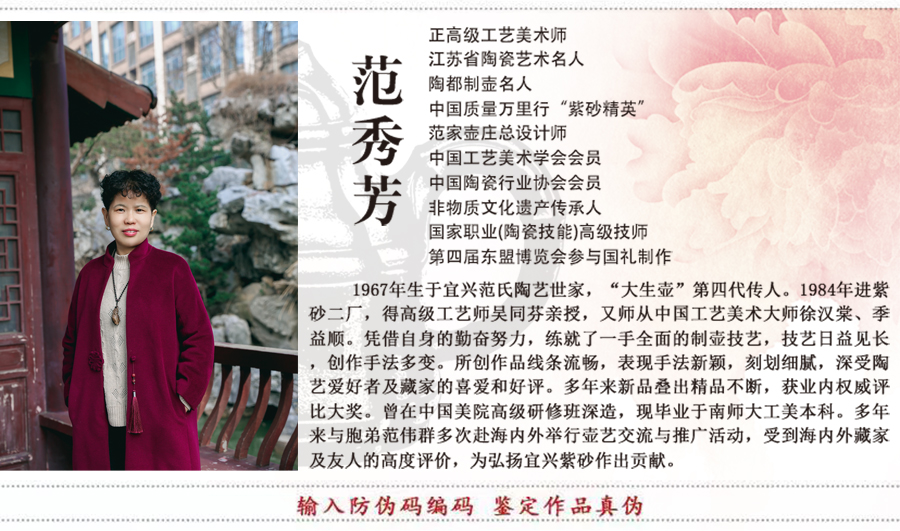 范秀芳
正高级工艺美术师
江苏省陶瓷艺术名人
陶都制壶名人
中国质量万里行“紫砂精英”
范家壶庄总设计师
中国工艺美术学会会员
中国陶瓷行业协会会员
非物质文化遗产传承人
国家职业(陶瓷技能)高级技师
第四届东盟博览会参与国礼制作
1967年生于宜兴范氏陶艺世家，“大生壶”第四代传人。1984年进紫
砂二厂，得高级工艺师吴同芬亲授，又师从中国工艺美术大师徐汉棠、季
益顺。凭借自身的勤奋努力，练就了一手全面的制壶技艺，技艺日益见长
，创作手法多变。所创作品线条流畅，表现手法新颖，刻划细腻，深受陶
艺爱好者及藏家的喜爱和好评。多年来新品叠出精品不断，获业内权威评
比大奖。曾在中国美院高级研修班深造，现毕业于南师大工美本科。多年
来与胞弟范伟群多次赴海内外举行壶艺交流与推广活动，受到海内外藏家
及友人的高度评价，为弘扬宜兴紫砂作出贡献。
输入防伪码编码 鉴定作品真伪